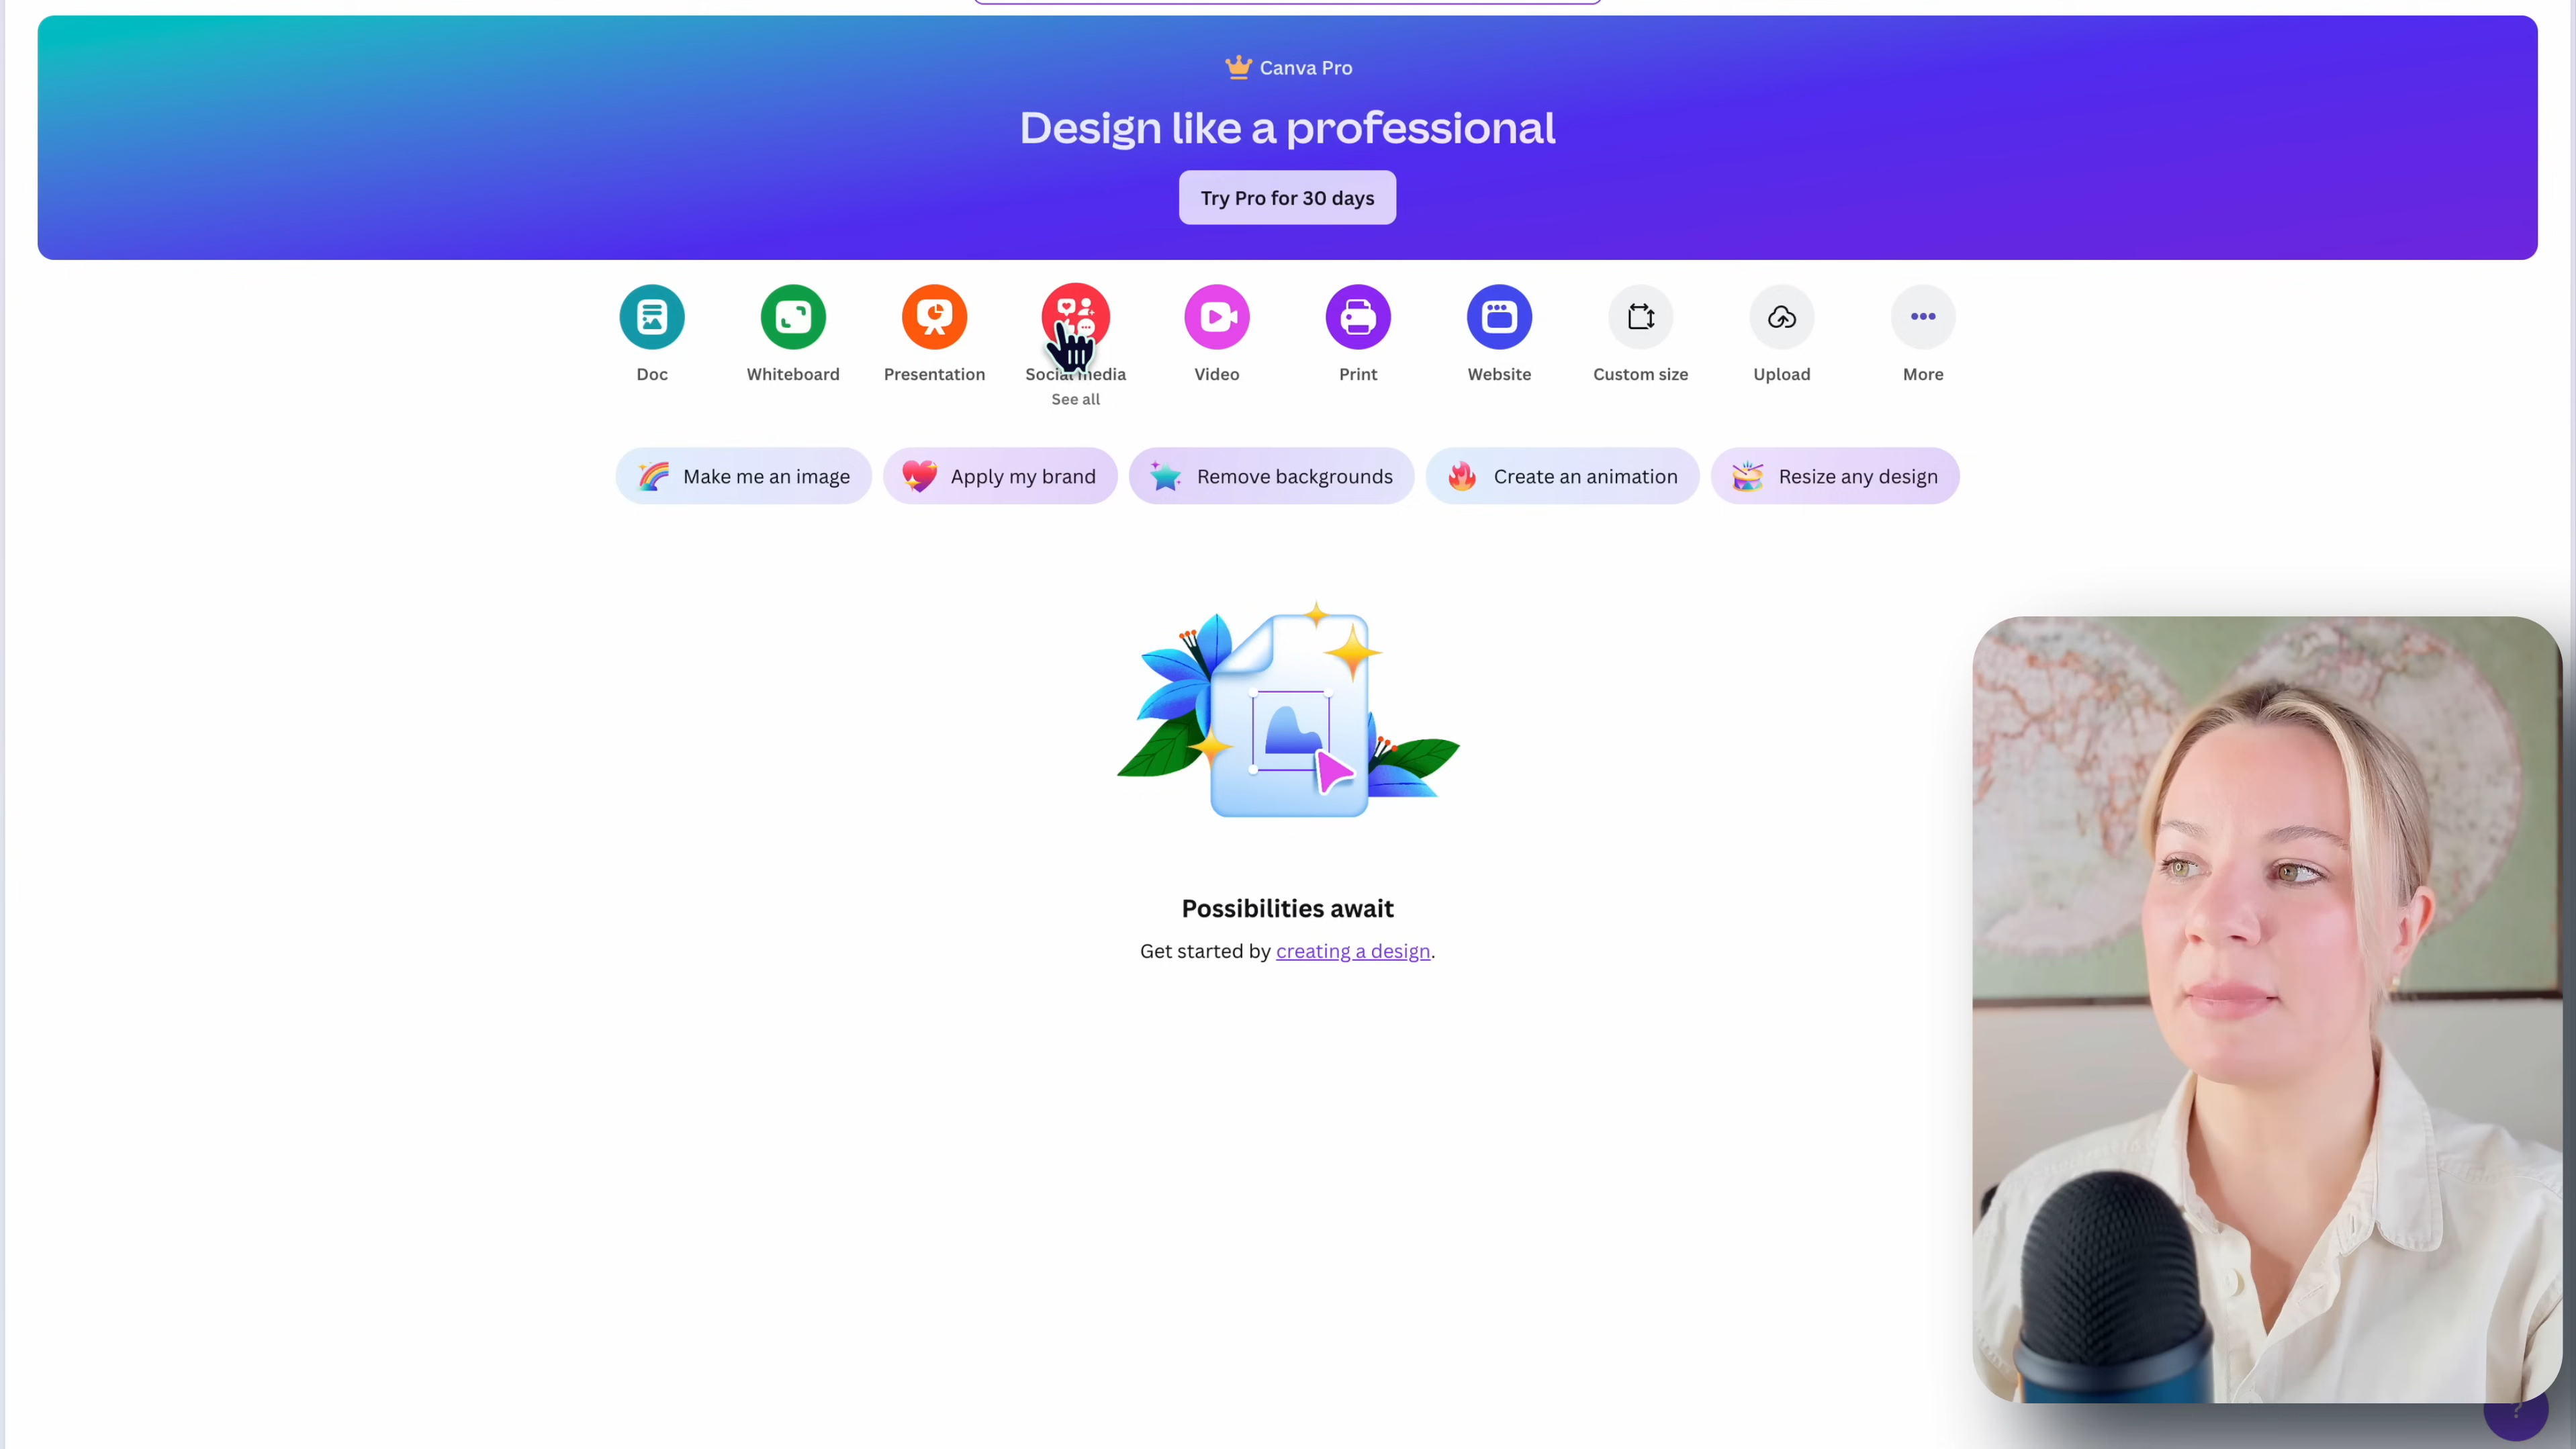 Canva Pro
Design like a professional
Try Pro for 30 days
Doc
Whiteboard
Presentation
Social media
Video
Print
Website
Custom size
Upload
More
See all
Make me an image
Apply my brand
Remove backgrounds
Create an animation
Resize any design
Possibilities await
Get started by creating a design.
?